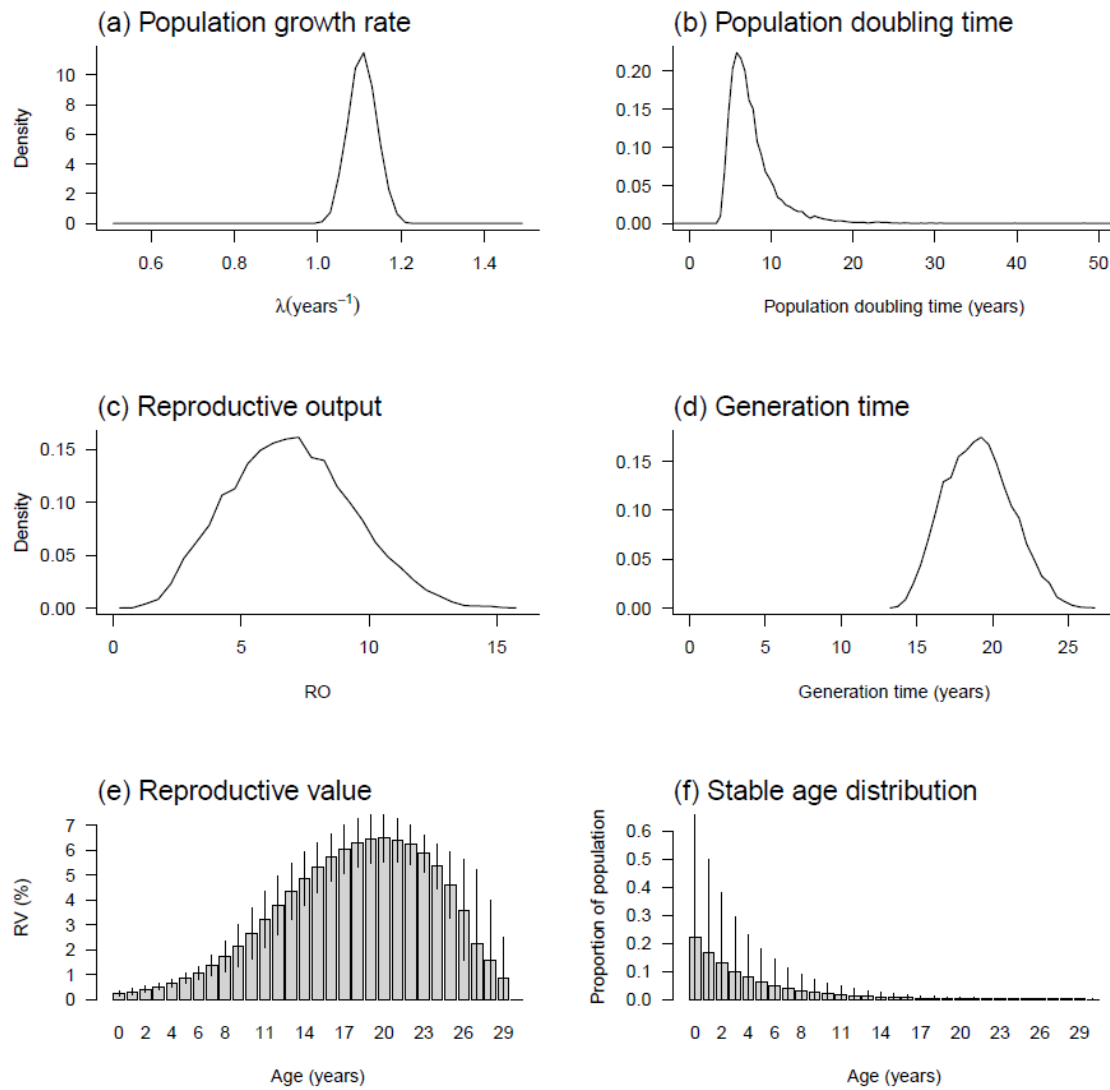 (a) Population growth rate
Density
10
8
6
4
2
0
0.6 0.8 1.0 1.2 1.4
λ(years⁻¹)
(b) Population doubling time
0.20
0.15
0.10
0.05
0.00
0 10 20 30 40 50
Population doubling time (years)
(c) Reproductive output
Density
0.15
0.10
0.05
0.00
0 5 10 15
RO
(d) Generation time
0.15
0.10
0.05
0.00
0 5 10 15 20 25
Generation time (years)
(e) Reproductive value
RV (%)
7
6
5
4
3
2
1
0
0 2 4 6 8 11 14 17 20 23 26 29
Age (years)
(f) Stable age distribution
Proportion of population
0.6
0.5
0.4
0.3
0.2
0.1
0.0
0 2 4 6 8 11 14 17 20 23 26 29
Age (years)